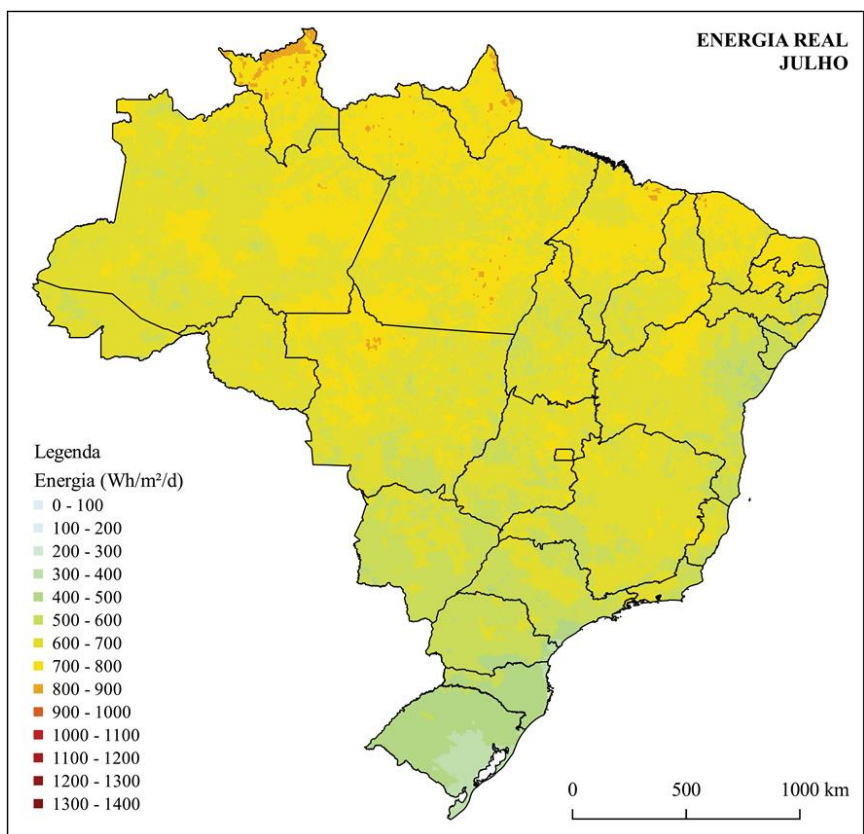 ENERGIA REAL
JULHO
Legenda
Energia (Wh/m²/d)
0 - 100
100 - 200
200 - 300
300 - 400
400 - 500
500 - 600
600 - 700
700 - 800
800 - 900
900 - 1000
1000 - 1100
1100 - 1200
1200 - 1300
1300 - 1400
0 500 1000 km